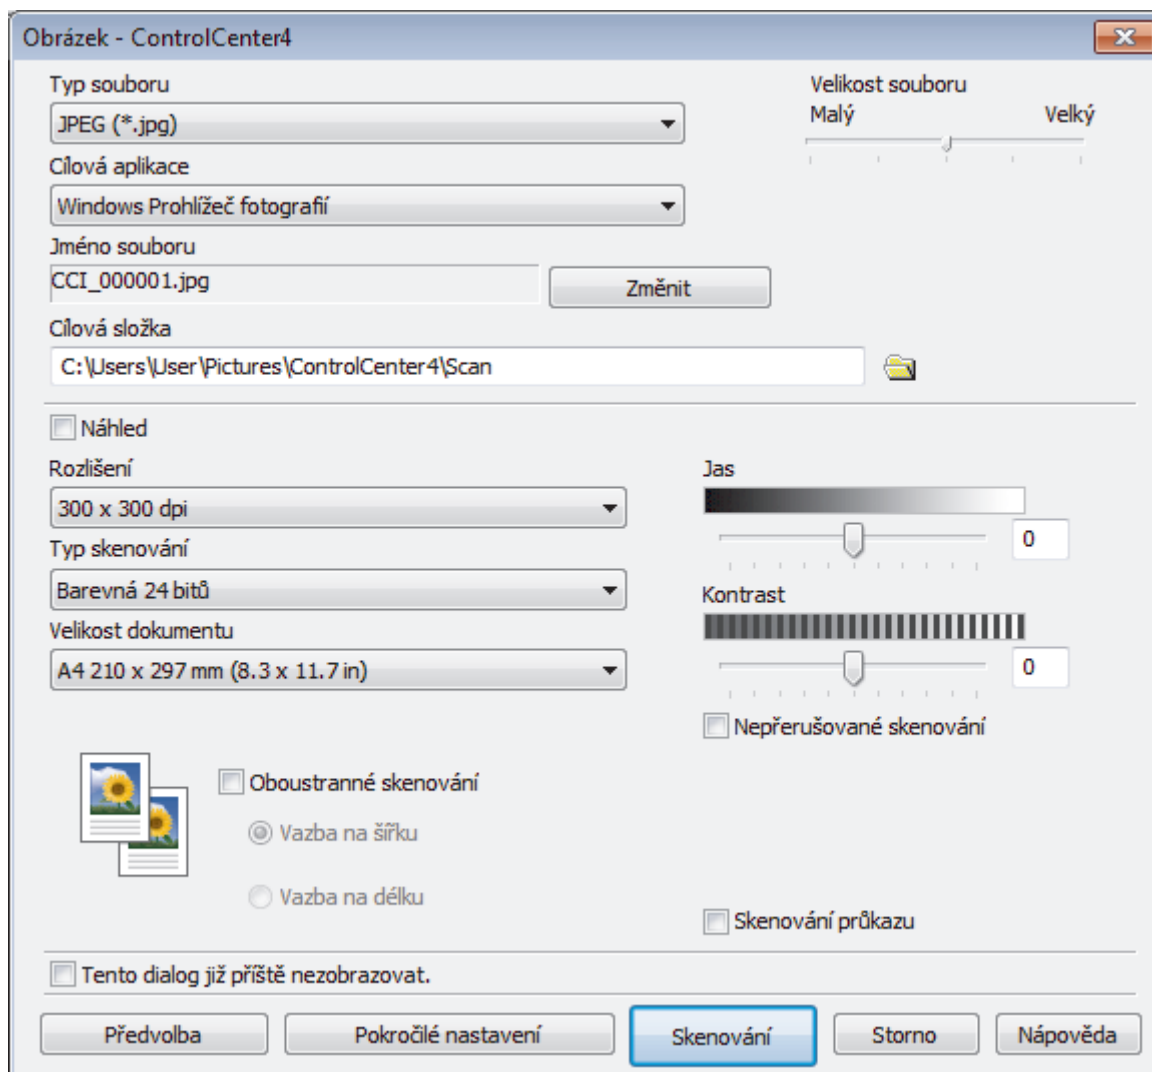 Obrázek - ControlCenter4
Typ souboru
JPEG (*.jpg)
Velikost souboru
Malý Velký
Cílová aplikace
Windows Prohlížeč fotografií
Jméno souboru
CCI_000001.jpg
Změnit
Cílová složka
C:\Users\User\Pictures\ControlCenter4\Scan
Náhled
Rozlišení
300 x 300 dpi
Typ skenování
Barevná 24 bitů
Velikost dokumentu
A4 210 x 297 mm (8.3 x 11.7 in)
Jas
0
Kontrast
0
Nepřerušované skenování
Oboustranné skenování
Vazba na šířku
Vazba na délku
Skenování průkazu
Tento dialog již příště nezobrazovat.
Předvolba Pokročilé nastavení Skenování Storno Nápověda